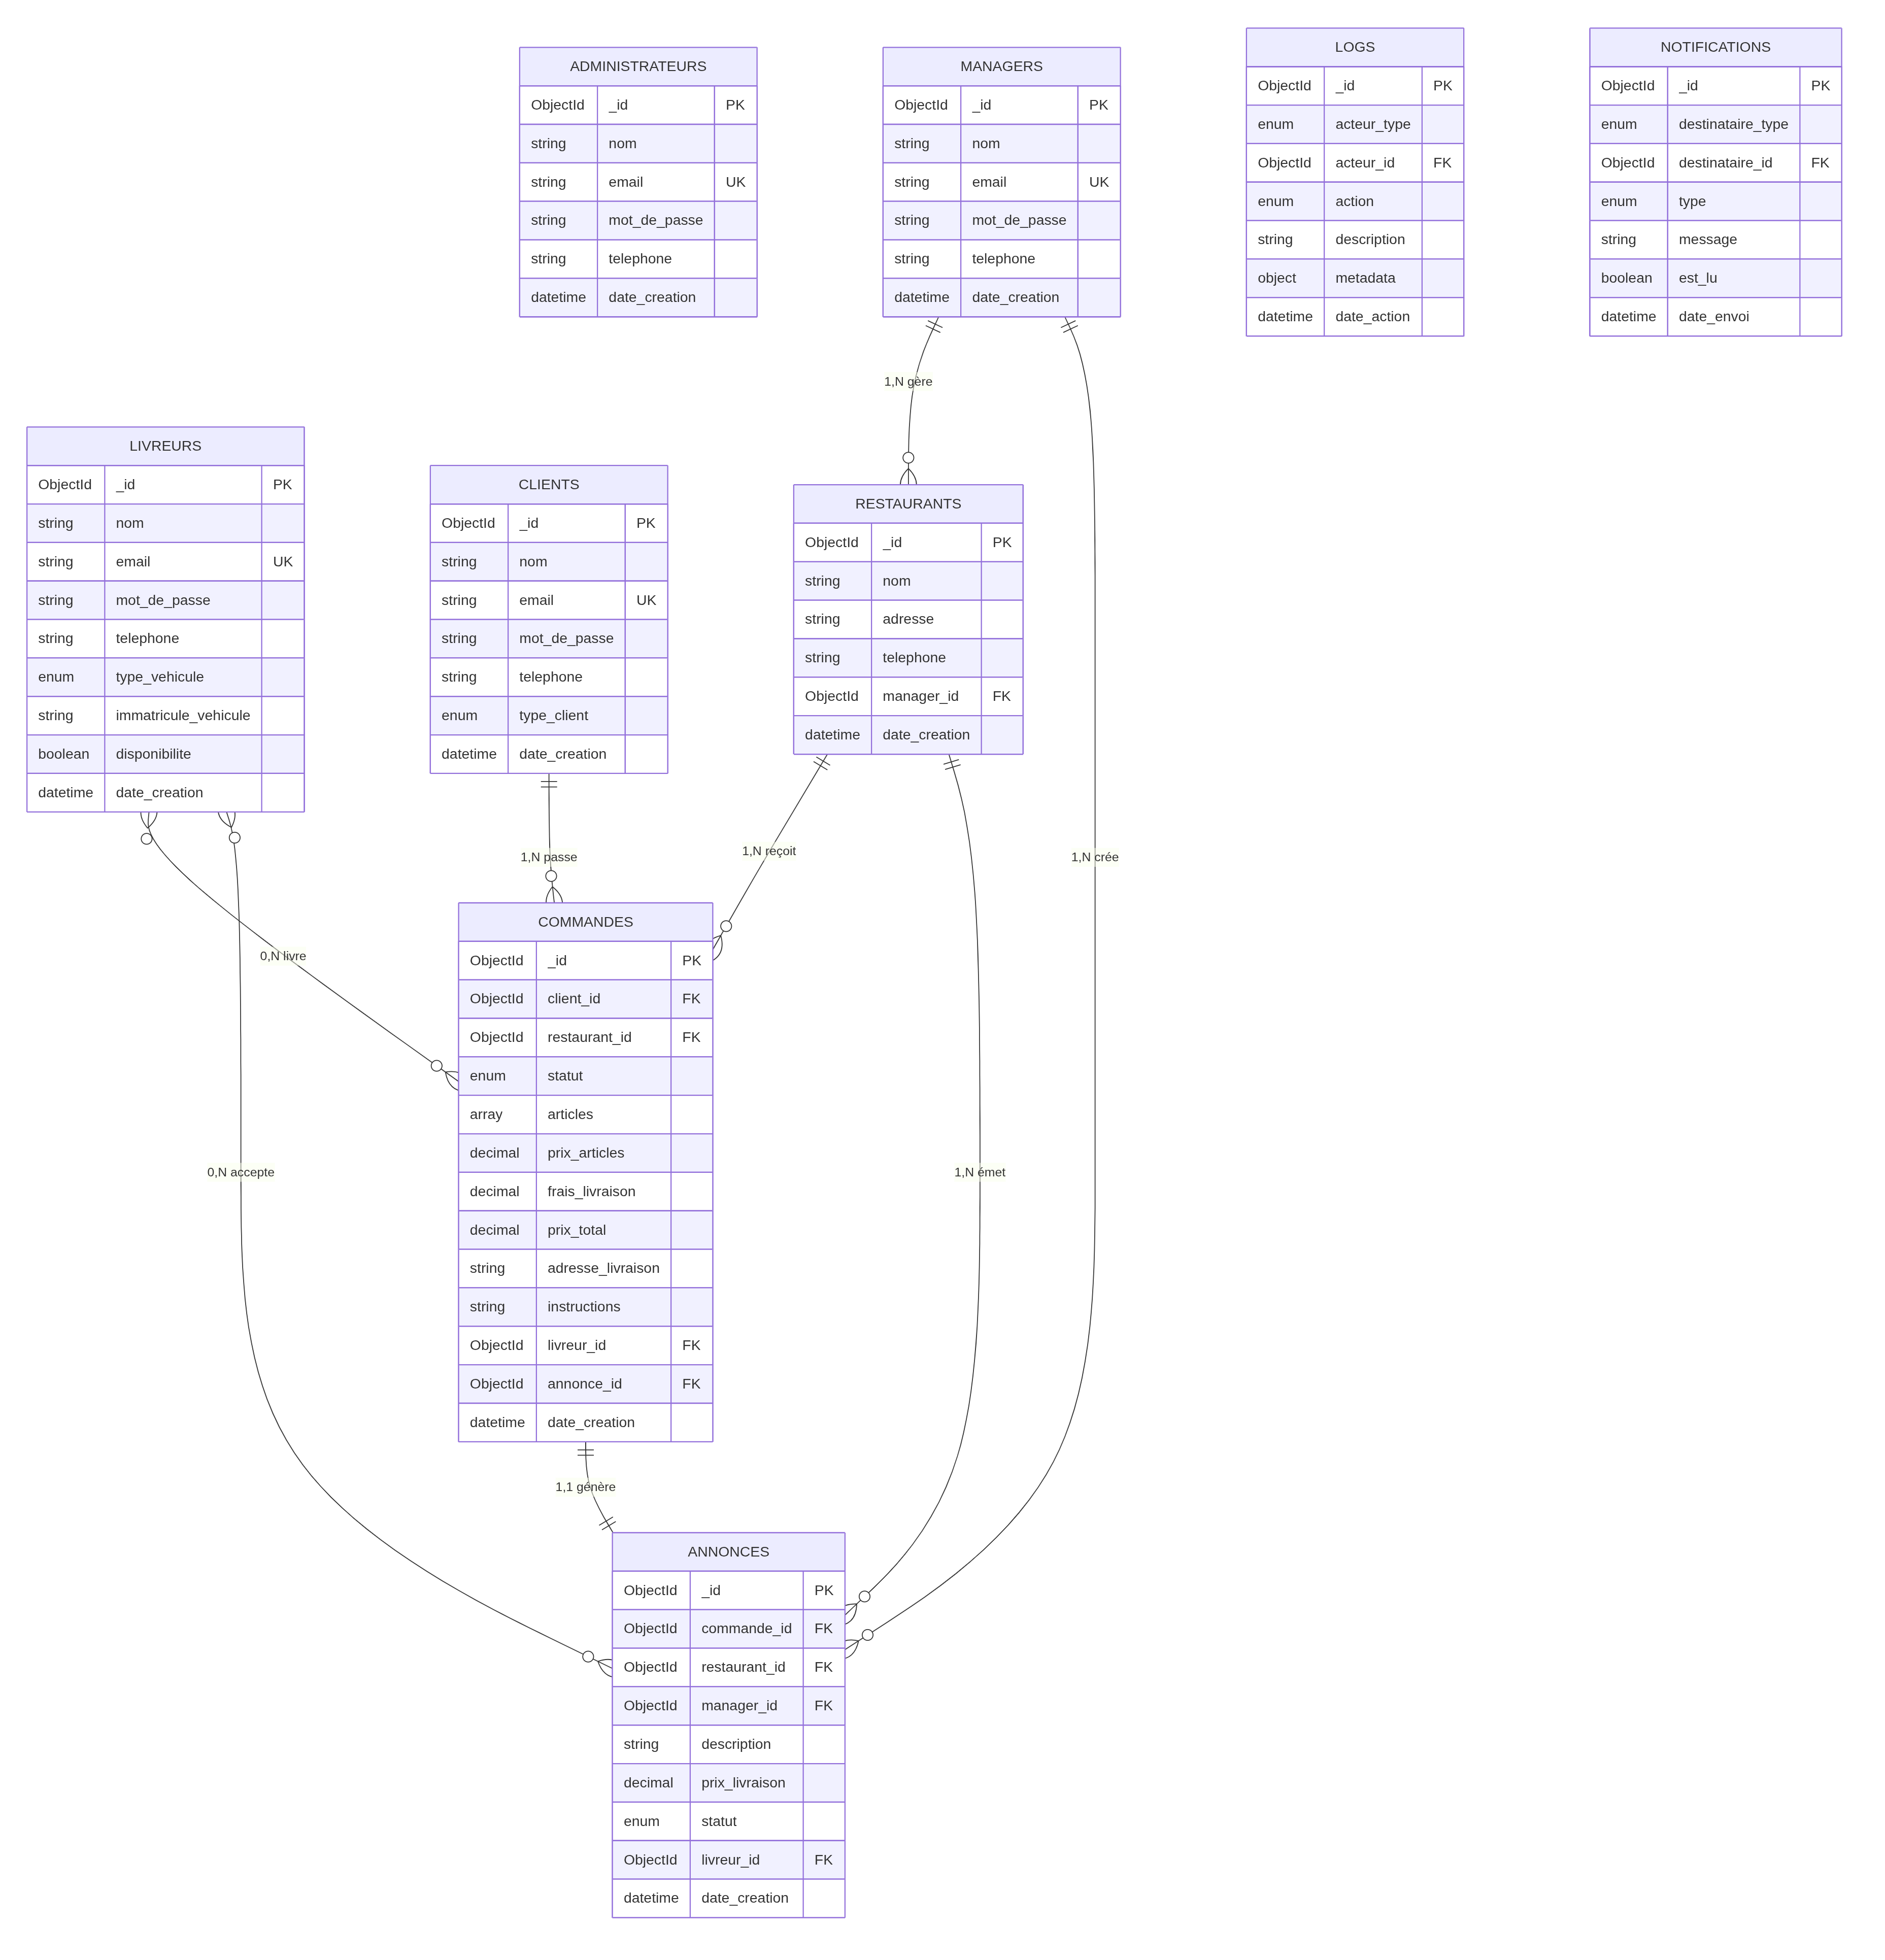 ADMINISTRATEURS
ObjectId _id PK
string nom
string email UK
string mot_de_passe
string telephone
datetime date_creation
MANAGERS
ObjectId _id PK
string nom
string email UK
string mot_de_passe
string telephone
datetime date_creation
LOGS
ObjectId _id PK
enum acteur_type
ObjectId acteur_id FK
enum action
string description
object metadata
datetime date_action
NOTIFICATIONS
ObjectId _id PK
enum destinataire_type
ObjectId destinataire_id FK
enum type
string message
boolean est_lu
datetime date_envoi
1,N gère
LIVREURS
ObjectId _id PK
string nom
string email UK
string mot_de_passe
string telephone
enum type_vehicule
string immatricule_vehicule
boolean disponibilite
datetime date_creation
CLIENTS
ObjectId _id PK
string nom
string email UK
string mot_de_passe
string telephone
enum type_client
datetime date_creation
RESTAURANTS
ObjectId _id PK
string nom
string adresse
string telephone
ObjectId manager_id FK
datetime date_creation
1,N passe
1,N reçoit
1,N crée
0,N livre
COMMANDES
ObjectId _id PK
ObjectId client_id FK
ObjectId restaurant_id FK
enum statut
array articles
decimal prix_articles
decimal frais_livraison
decimal prix_total
string adresse_livraison
string instructions
ObjectId livreur_id FK
ObjectId annonce_id FK
datetime date_creation
0,N accepte
1,N émet
1,1 génère
ANNONCES
ObjectId _id PK
ObjectId commande_id FK
ObjectId restaurant_id FK
ObjectId manager_id FK
string description
decimal prix_livraison
enum statut
ObjectId livreur_id FK
datetime date_creation